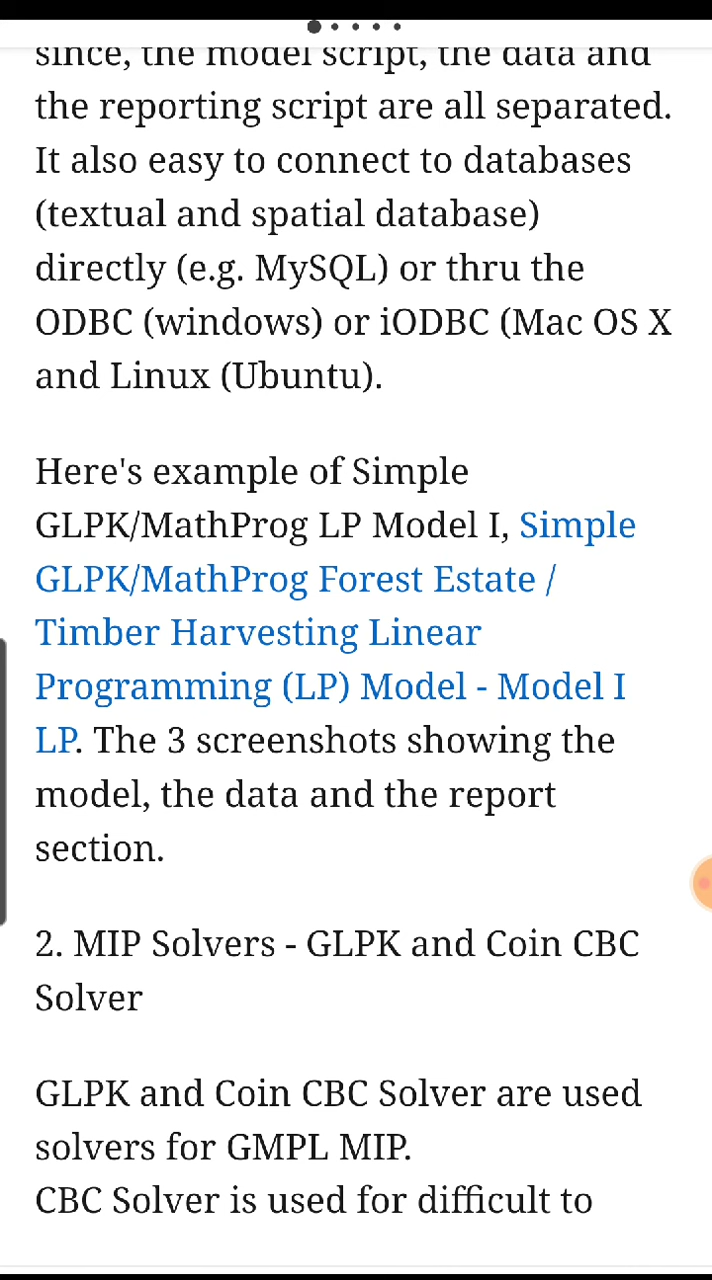 since, the model script, the data and
the reporting script are all separated.
It also easy to connect to databases
(textual and spatial database)
directly (e.g. MySQL) or thru the
ODBC (windows) or iODBC (Mac OS X
and Linux (Ubuntu).
Here's example of Simple
GLPK/MathProg LP Model I, Simple
GLPK/MathProg Forest Estate /
Timber Harvesting Linear
Programming (LP) Model - Model I
LP. The 3 screenshots showing the
model, the data and the report
section.
2. MIP Solvers - GLPK and Coin CBC
Solver
GLPK and Coin CBC Solver are used
solvers for GMPL MIP.
CBC Solver is used for difficult to